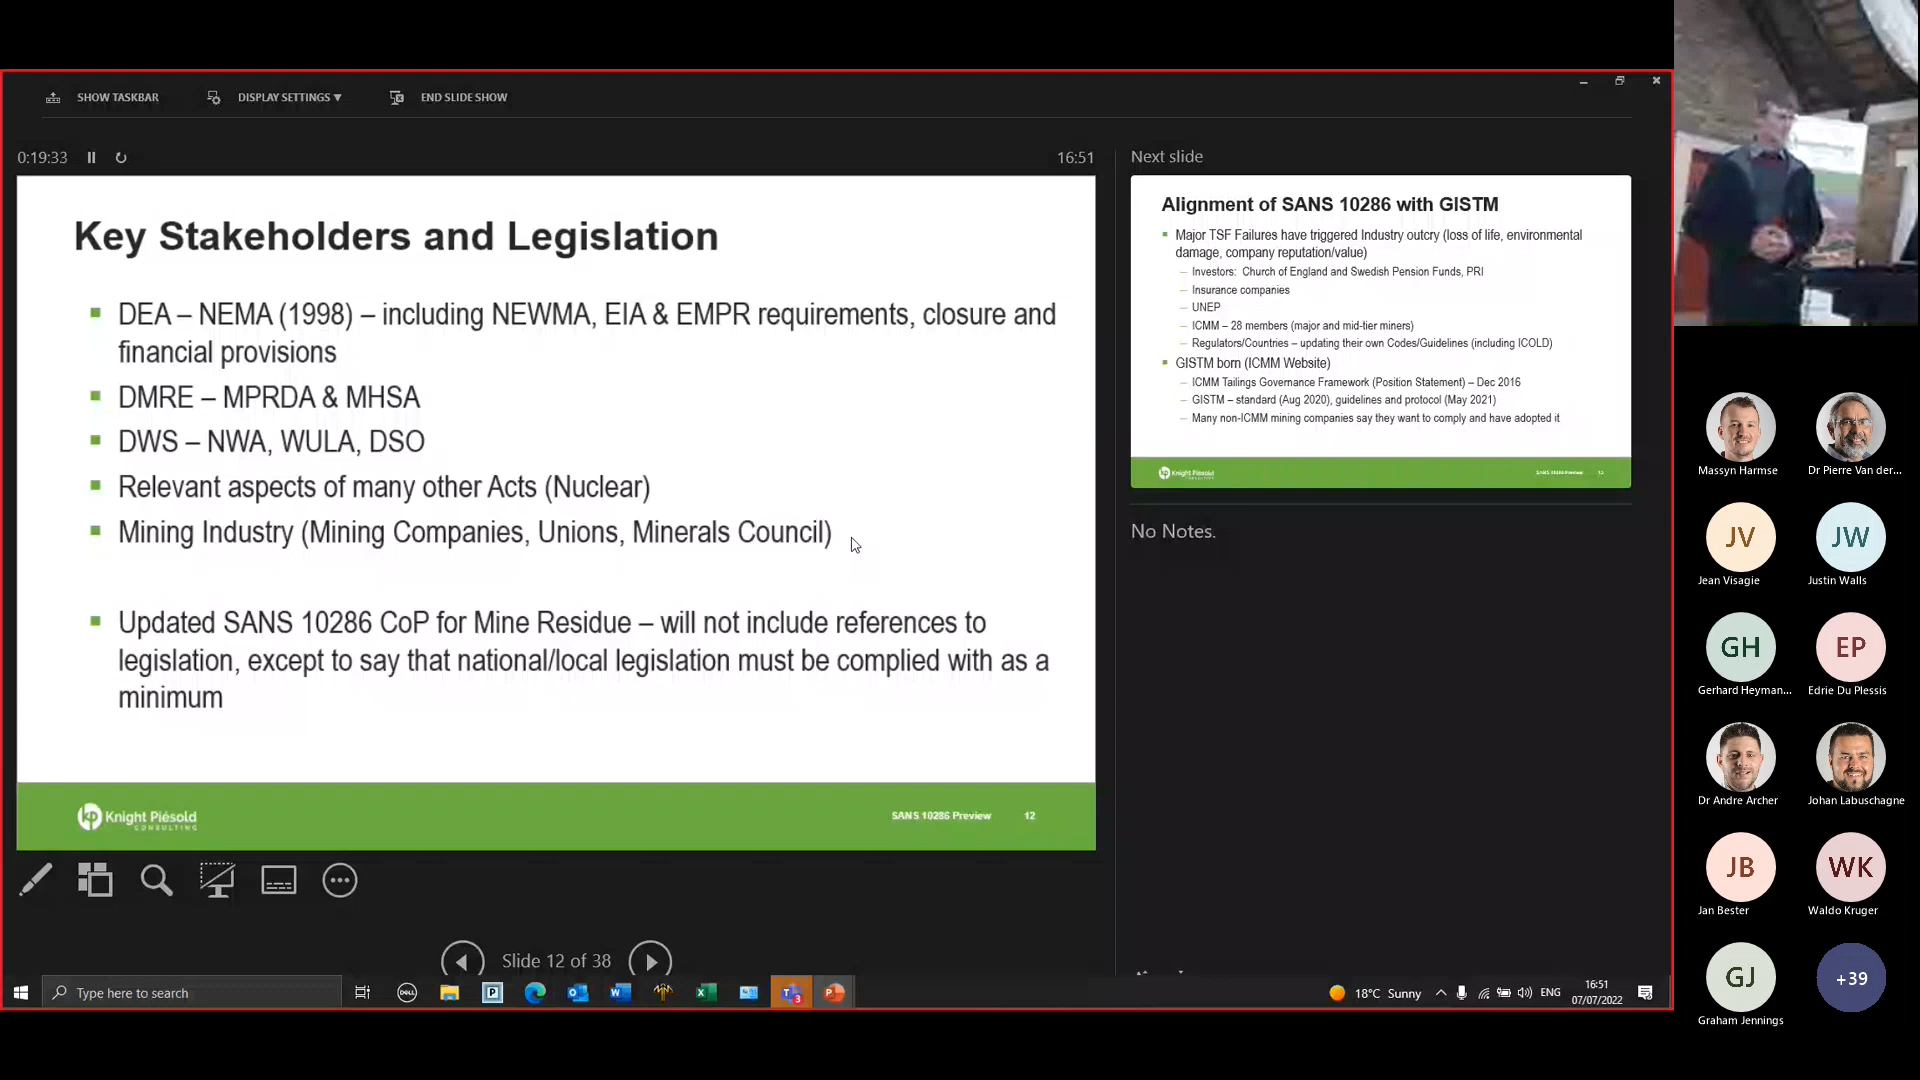 SHOW TASKBAR
DISPLAY SETTINGS ▼
END SLIDE SHOW
0:19:33
16:51
Key Stakeholders and Legislation
DEA – NEMA (1998) – including NEWMA, EIA & EMPR requirements, closure and
financial provisions
DMRE – MPRDA & MHSA
DWS – NWA, WULA, DSO
Relevant aspects of many other Acts (Nuclear)
Mining Industry (Mining Companies, Unions, Minerals Council)
Updated SANS 10286 CoP for Mine Residue – will not include references to
legislation, except to say that national/local legislation must be complied with as a
minimum
kp Knight Piésold
CONSULTING
SANS 10286 Preview 12
Next slide
Alignment of SANS 10286 with GISTM
Major TSF Failures have triggered Industry outcry (loss of life, environmental
damage, company reputation/value)
– Investors: Church of England and Swedish Pension Funds, PRI
– Insurance companies
– UNEP
– ICMM – 28 members (major and mid-tier miners)
– Regulators/Countries – updating their own Codes/Guidelines (including ICOLD)
GISTM born (ICMM Website)
– ICMM Tailings Governance Framework (Position Statement) – Dec 2016
– GISTM – standard (Aug 2020), guidelines and protocol (May 2021)
– Many non-ICMM mining companies say they want to comply and have adopted it
Knight Piésold
SANS 10286 Preview
No Notes.
Slide 12 of 38
Type here to search
DELL
18°C Sunny
ENG
16:51
07/07/2022
Massyn Harmse
Dr Pierre Van der...
JV
Jean Visagie
JW
Justin Walls
GH
Gerhard Heyman...
EP
Edrie Du Plessis
Dr Andre Archer
Johan Labuschagne
JB
Jan Bester
WK
Waldo Kruger
GJ
Graham Jennings
+39